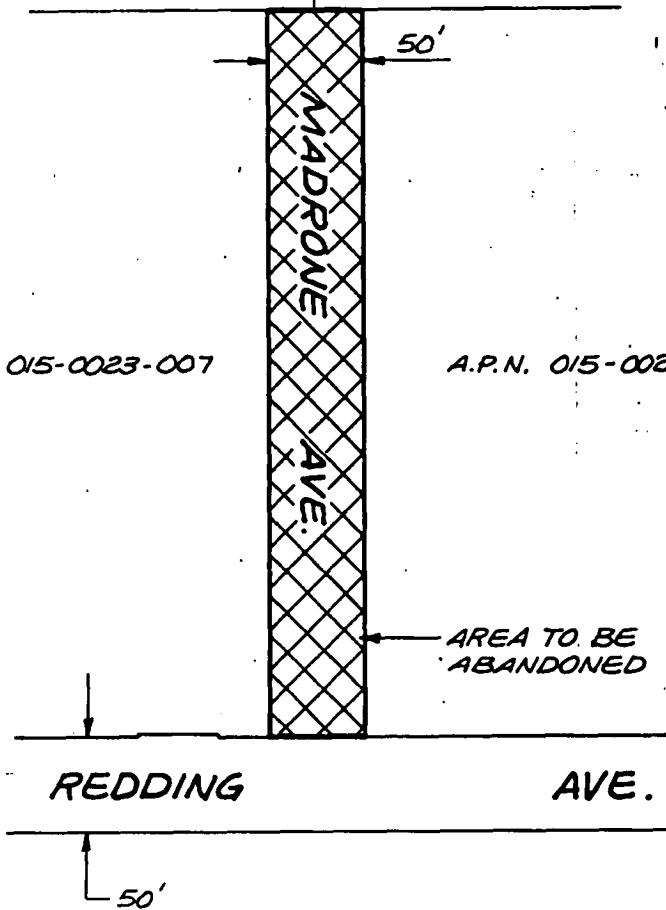 50'
MADRONE AVE.
015-0023-007
A.P.N. 015-002
AREA TO BE
ABANDONED
REDDING AVE.
50'